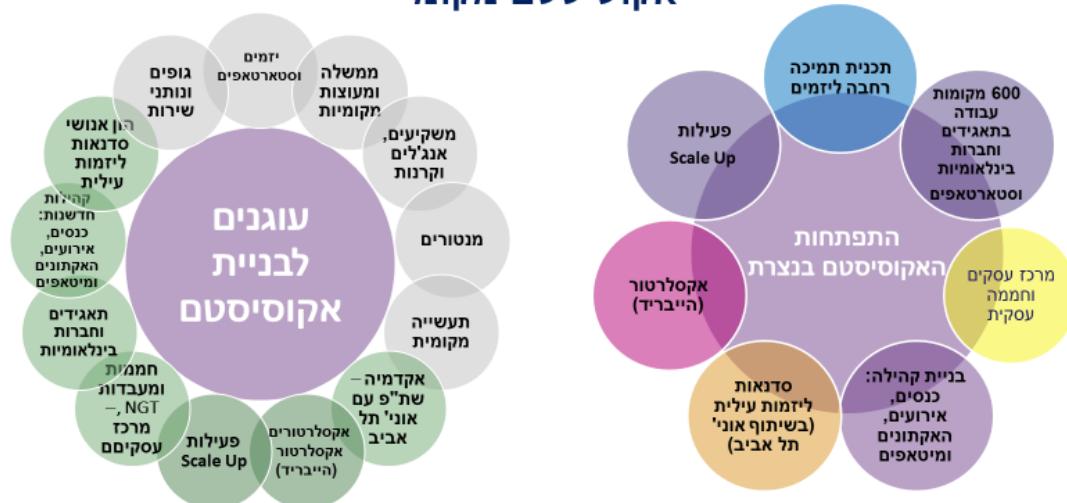 אקוסיסטם מקומי
עוגנים
לבניית
אקוסיסטם
יזמים
וסטארטאפים
ממשלה
ומעוצות
מקומיות
משקיעים,
אנג'לים
וקרנות
מנטורים
תעשייה
מקומית
אקדמיה –
שת"פ עם
אוני' תל
אביב
אקסלרטורים
אקסלרטור
(הייבריד)
פעילות
Scale Up
חממות
ומעבדות
NGT, –
מרכז
עסקיםם
תאגידים
וחברות
בינלאומיות
קהילות
חדשנות:
כנסים,
אירועים,
האקתונים
ומיטאפים
הון אנושי
סדנאות
ליזמות
עילית
גופים
ונותני
שירות
התפתחות
האקוסיסטם בנצרת
תכנית תמיכה
רחבה ליזמים
600 מקומות
עבודה
בתאגידים
וחברות
בינלאומיות
וסטארטאפים
מרכז עסקים
וחממה
עסקית
בניית קהילה:
כנסים,
אירועים,
האקתונים
ומיטאפים
סדנאות
ליזמות עילית
(בשיתוף אוני'
תל אביב)
אקסלרטור
(הייבריד)
פעילות
Scale Up